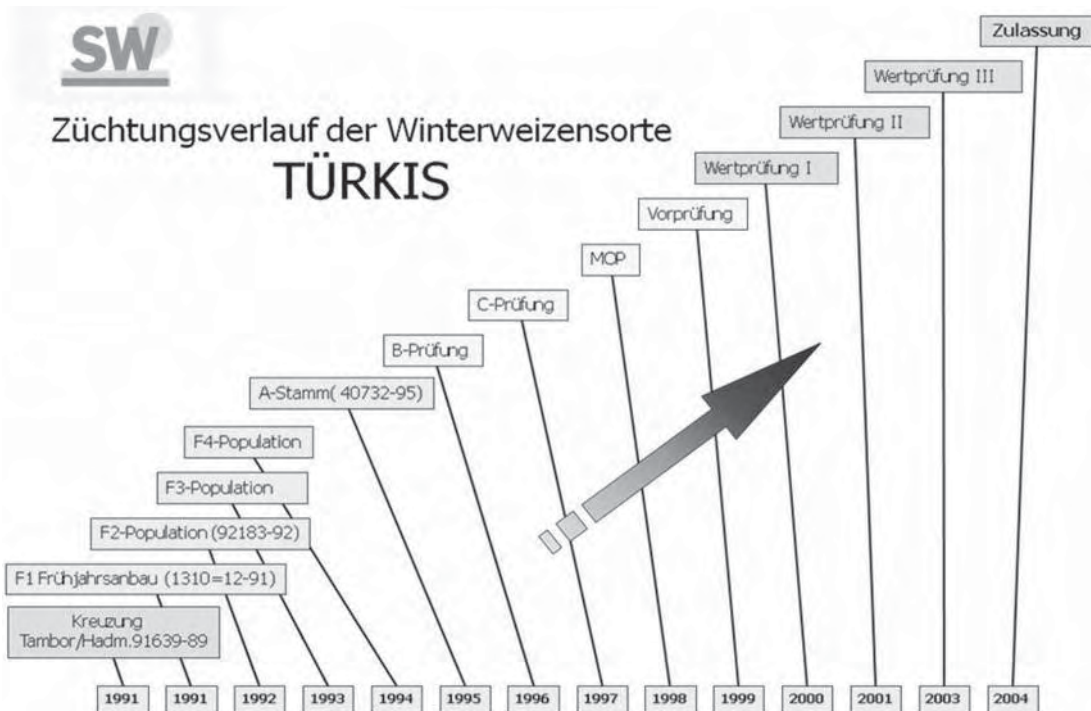 SW
Züchtungsverlauf der Winterweizensorte
TÜRKIS
Zulassung
Wertprüfung III
Wertprüfung II
Wertprüfung I
Vorprüfung
MOP
C-Prüfung
B-Prüfung
A-Stamm( 40732-95)
F4-Population
F3-Population
F2-Population (92183-92)
F1 Frühjahrsanbau (1310=12-91)
Kreuzung
Tambor/Hadm.91639-89
1991 1991 1992 1993 1994 1995 1996 1997 1998 1999 2000 2001 2003 2004